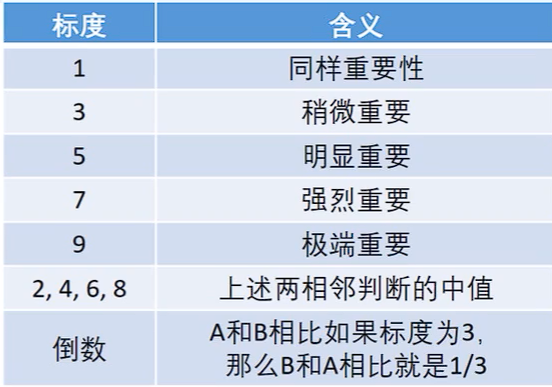 标度 含义
1 同样重要性
3 稍微重要
5 明显重要
7 强烈重要
9 极端重要
2, 4, 6, 8 上述两相邻判断的中值
倒数 A和B相比如果标度为3，
那么B和A相比就是1/3